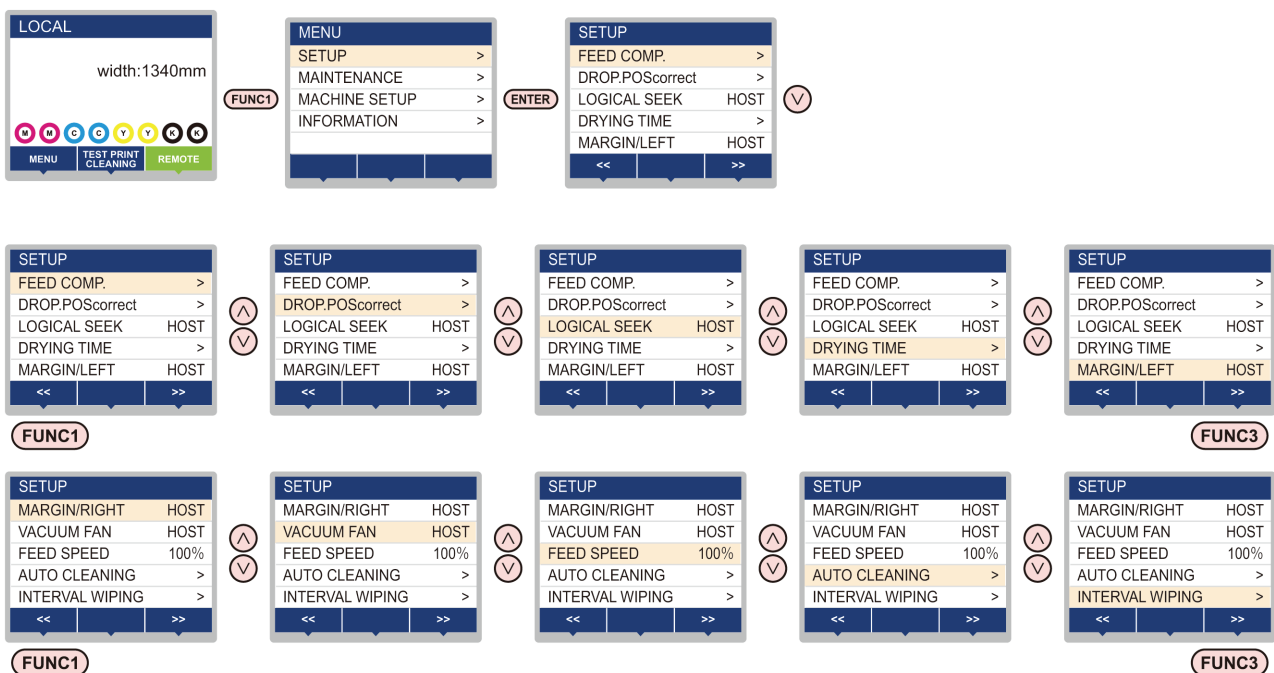 LOCAL
width:1340mm
M M C C Y Y K K
MENU TEST PRINT CLEANING REMOTE
FUNC1
MENU
SETUP >
MAINTENANCE >
MACHINE SETUP >
INFORMATION >
ENTER
SETUP
FEED COMP. >
DROP.POScorrect >
LOGICAL SEEK HOST
DRYING TIME >
MARGIN/LEFT HOST
<< >>
SETUP
FEED COMP. >
DROP.POScorrect >
LOGICAL SEEK HOST
DRYING TIME >
MARGIN/LEFT HOST
<< >>
SETUP
FEED COMP. >
DROP.POScorrect >
LOGICAL SEEK HOST
DRYING TIME >
MARGIN/LEFT HOST
<< >>
SETUP
FEED COMP. >
DROP.POScorrect >
LOGICAL SEEK HOST
DRYING TIME >
MARGIN/LEFT HOST
<< >>
SETUP
FEED COMP. >
DROP.POScorrect >
LOGICAL SEEK HOST
DRYING TIME >
MARGIN/LEFT HOST
<< >>
SETUP
FEED COMP. >
DROP.POScorrect >
LOGICAL SEEK HOST
DRYING TIME >
MARGIN/LEFT HOST
<< >>
FUNC1
FUNC3
SETUP
MARGIN/RIGHT HOST
VACUUM FAN HOST
FEED SPEED 100%
AUTO CLEANING >
INTERVAL WIPING >
<< >>
SETUP
MARGIN/RIGHT HOST
VACUUM FAN HOST
FEED SPEED 100%
AUTO CLEANING >
INTERVAL WIPING >
<< >>
SETUP
MARGIN/RIGHT HOST
VACUUM FAN HOST
FEED SPEED 100%
AUTO CLEANING >
INTERVAL WIPING >
<< >>
SETUP
MARGIN/RIGHT HOST
VACUUM FAN HOST
FEED SPEED 100%
AUTO CLEANING >
INTERVAL WIPING >
<< >>
SETUP
MARGIN/RIGHT HOST
VACUUM FAN HOST
FEED SPEED 100%
AUTO CLEANING >
INTERVAL WIPING >
<< >>
FUNC1
FUNC3